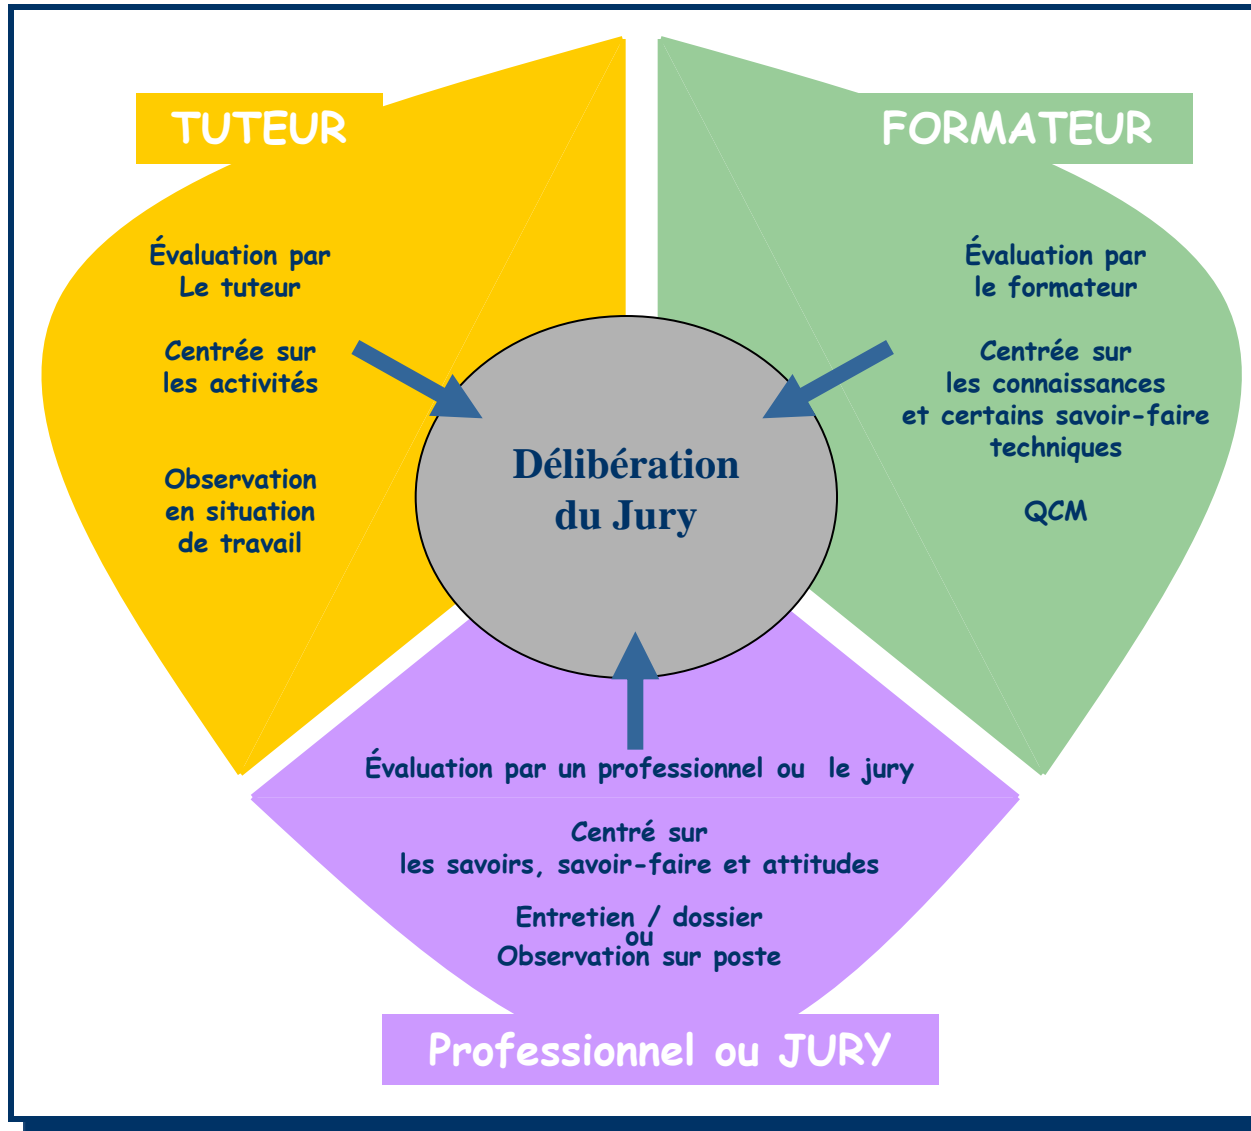 TUTEUR
Évaluation par
Le tuteur
Centrée sur
les activités
Observation
en situation
de travail
FORMATEUR
Évaluation par
le formateur
Centrée sur
les connaissances
et certains savoir-faire
techniques
QCM
Délibération
du Jury
Évaluation par un professionnel ou  le jury
Centré sur
les savoirs, savoir-faire et attitudes
Entretien / dossier
ou
Observation sur poste
Professionnel ou JURY